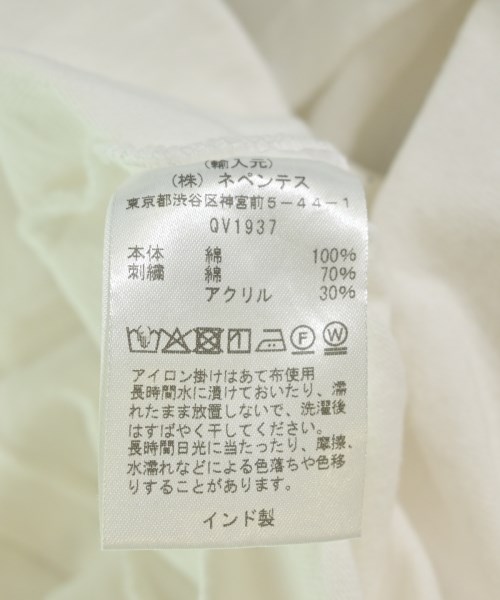 (輸入元)
(株) ネペンテス
東京都渋谷区神宮前5-44-1
QV1937
本体 綿 100%
刺繍 綿 70%
アクリル 30%
F W
アイロン掛けはあて布使用
長時間水に漬けておいたり、濡
れたまま放置しないで、洗濯後
はすばやく干してください。
長時間日光に当たったり、摩擦、
水濡れなどによる色落ちや色移
りすることがあります。
インド製